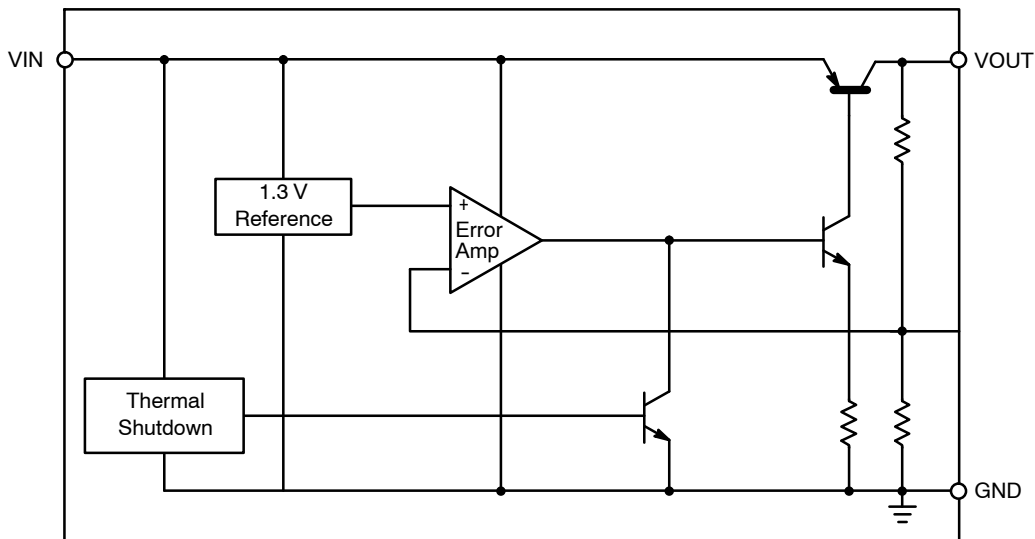 VIN
VOUT
1.3 V
Reference
+
Error
Amp
−
Thermal
Shutdown
GND